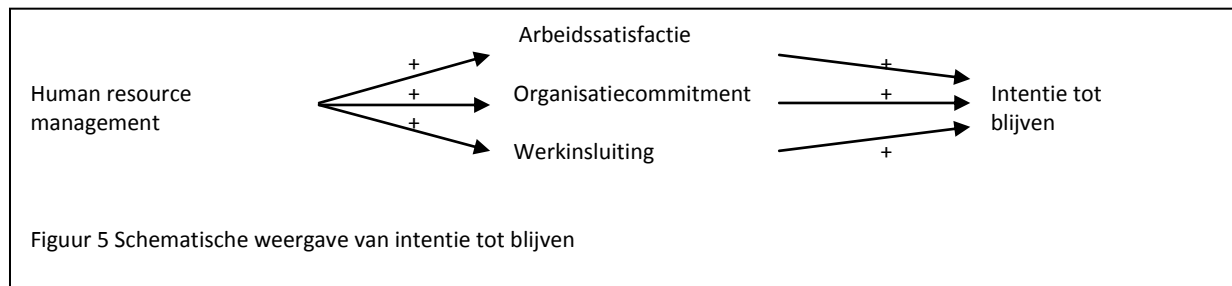 Arbeidssatisfactie
+ +
Human resource
management
+ Organisatiecommitment +
Intentie tot
blijven
+ Werkinsluiting +
Figuur 5 Schematische weergave van intentie tot blijven